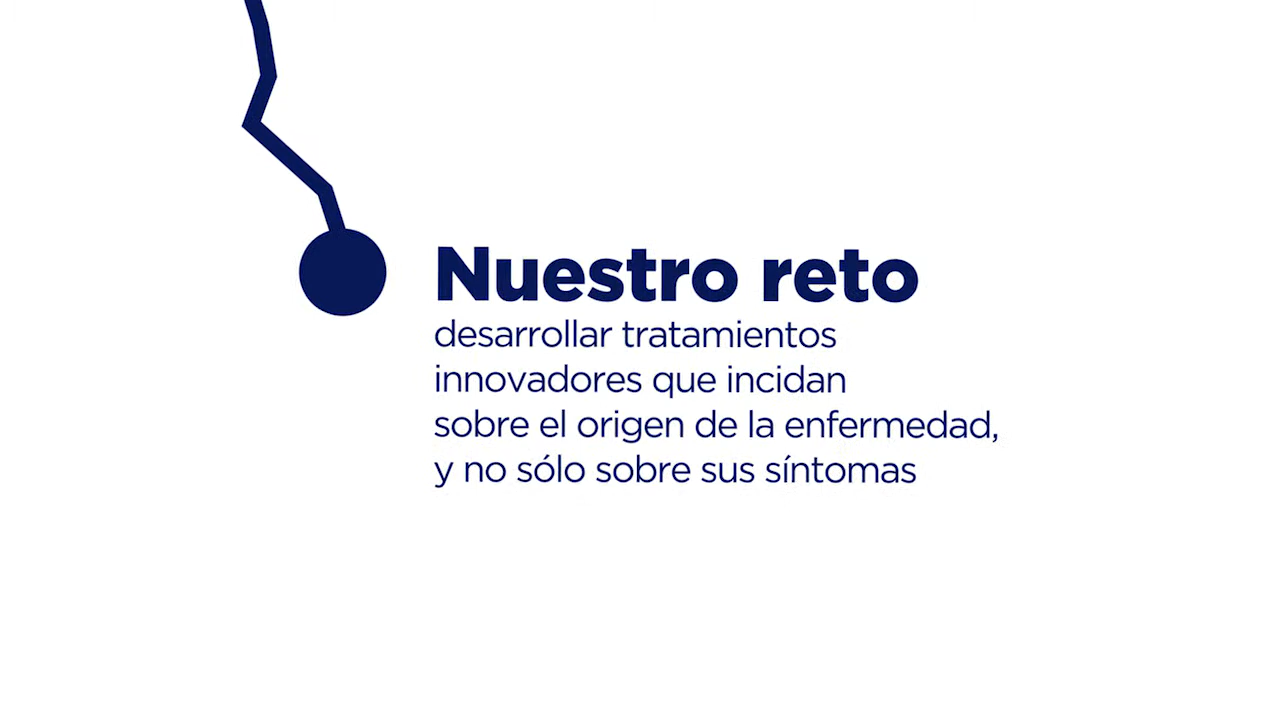 Nuestro reto
desarrollar tratamientos
innovadores que incidan
sobre el origen de la enfermedad,
y no sólo sobre sus síntomas